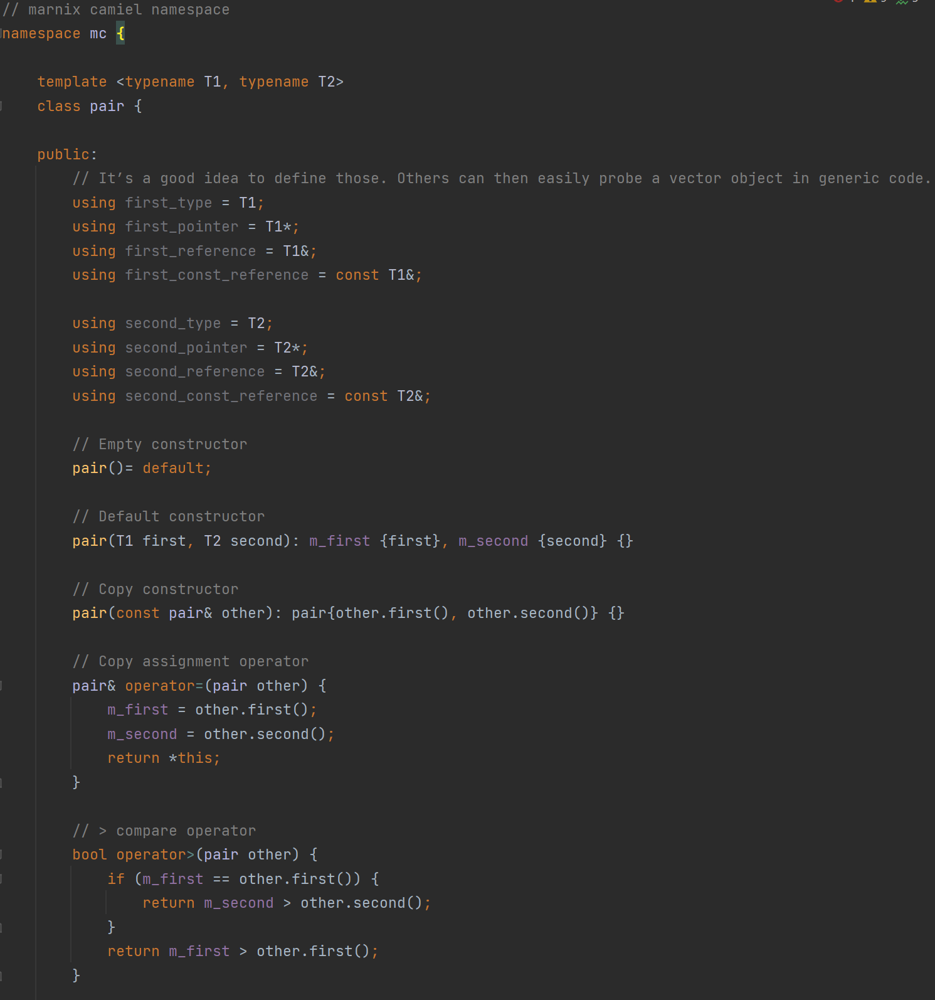 // marnix camiel namespace
namespace mc {
template <typename T1, typename T2>
class pair {
public:
// It’s a good idea to define those. Others can then easily probe a vector object in generic code.
using first_type = T1;
using first_pointer = T1*;
using first_reference = T1&;
using first_const_reference = const T1&;
using second_type = T2;
using second_pointer = T2*;
using second_reference = T2&;
using second_const_reference = const T2&;
// Empty constructor
pair()= default;
// Default constructor
pair(T1 first, T2 second): m_first {first}, m_second {second} {}
// Copy constructor
pair(const pair& other): pair{other.first(), other.second()} {}
// Copy assignment operator
pair& operator=(pair other) {
m_first = other.first();
m_second = other.second();
return *this;
}
// > compare operator
bool operator>(pair other) {
if (m_first == other.first()) {
return m_second > other.second();
}
return m_first > other.first();
}